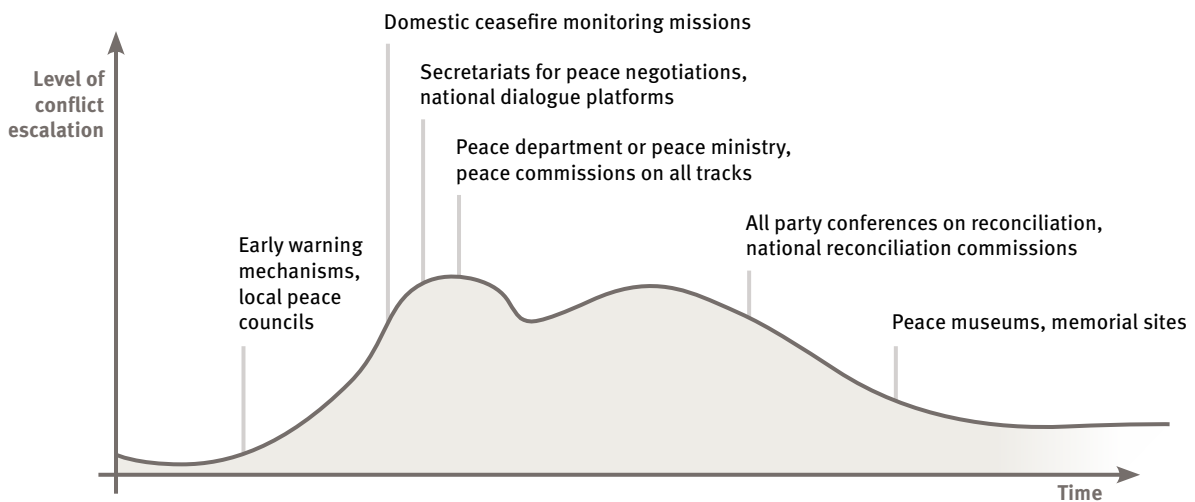 Domestic ceasefire monitoring missions
Level of
conflict
escalation
Secretariats for peace negotiations,
national dialogue platforms
Peace department or peace ministry,
peace commissions on all tracks
Early warning
mechanisms,
local peace
councils
All party conferences on reconciliation,
national reconciliation commissions
Peace museums, memorial sites
Time